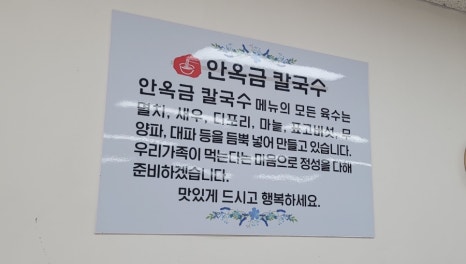 안옥금 칼국수
안옥금 칼국수 메뉴의 모든 육수는
멸치, 새우, 디포리, 마늘, 표고버섯, 무
양파, 대파 등을 듬뿍 넣어 만들고 있습니다.
우리가족이 먹는다는 마음으로 정성을 다해
준비하겠습니다.
맛있게 드시고 행복하세요.